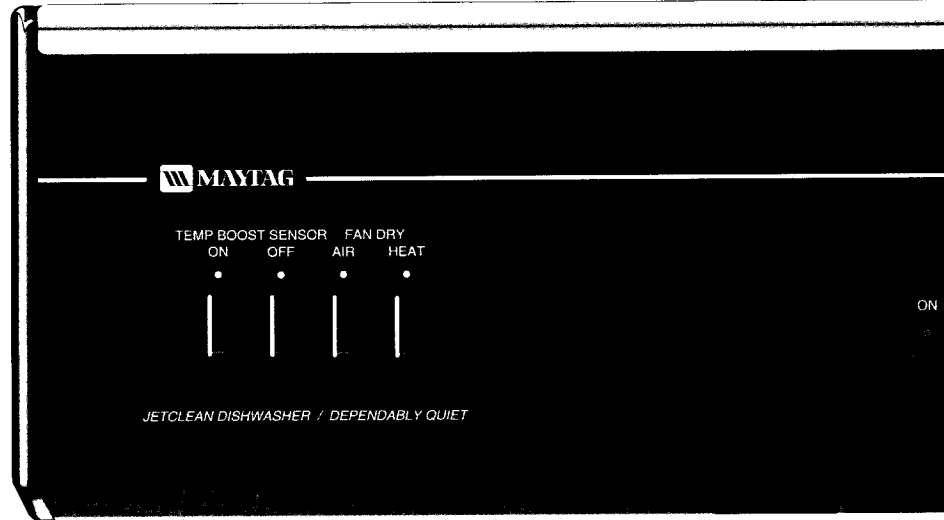 MAYTAG
TEMP BOOST SENSOR FAN DRY
ON OFF AIR HEAT
ON
JETCLEAN DISHWASHER / DEPENDABLY QUIET